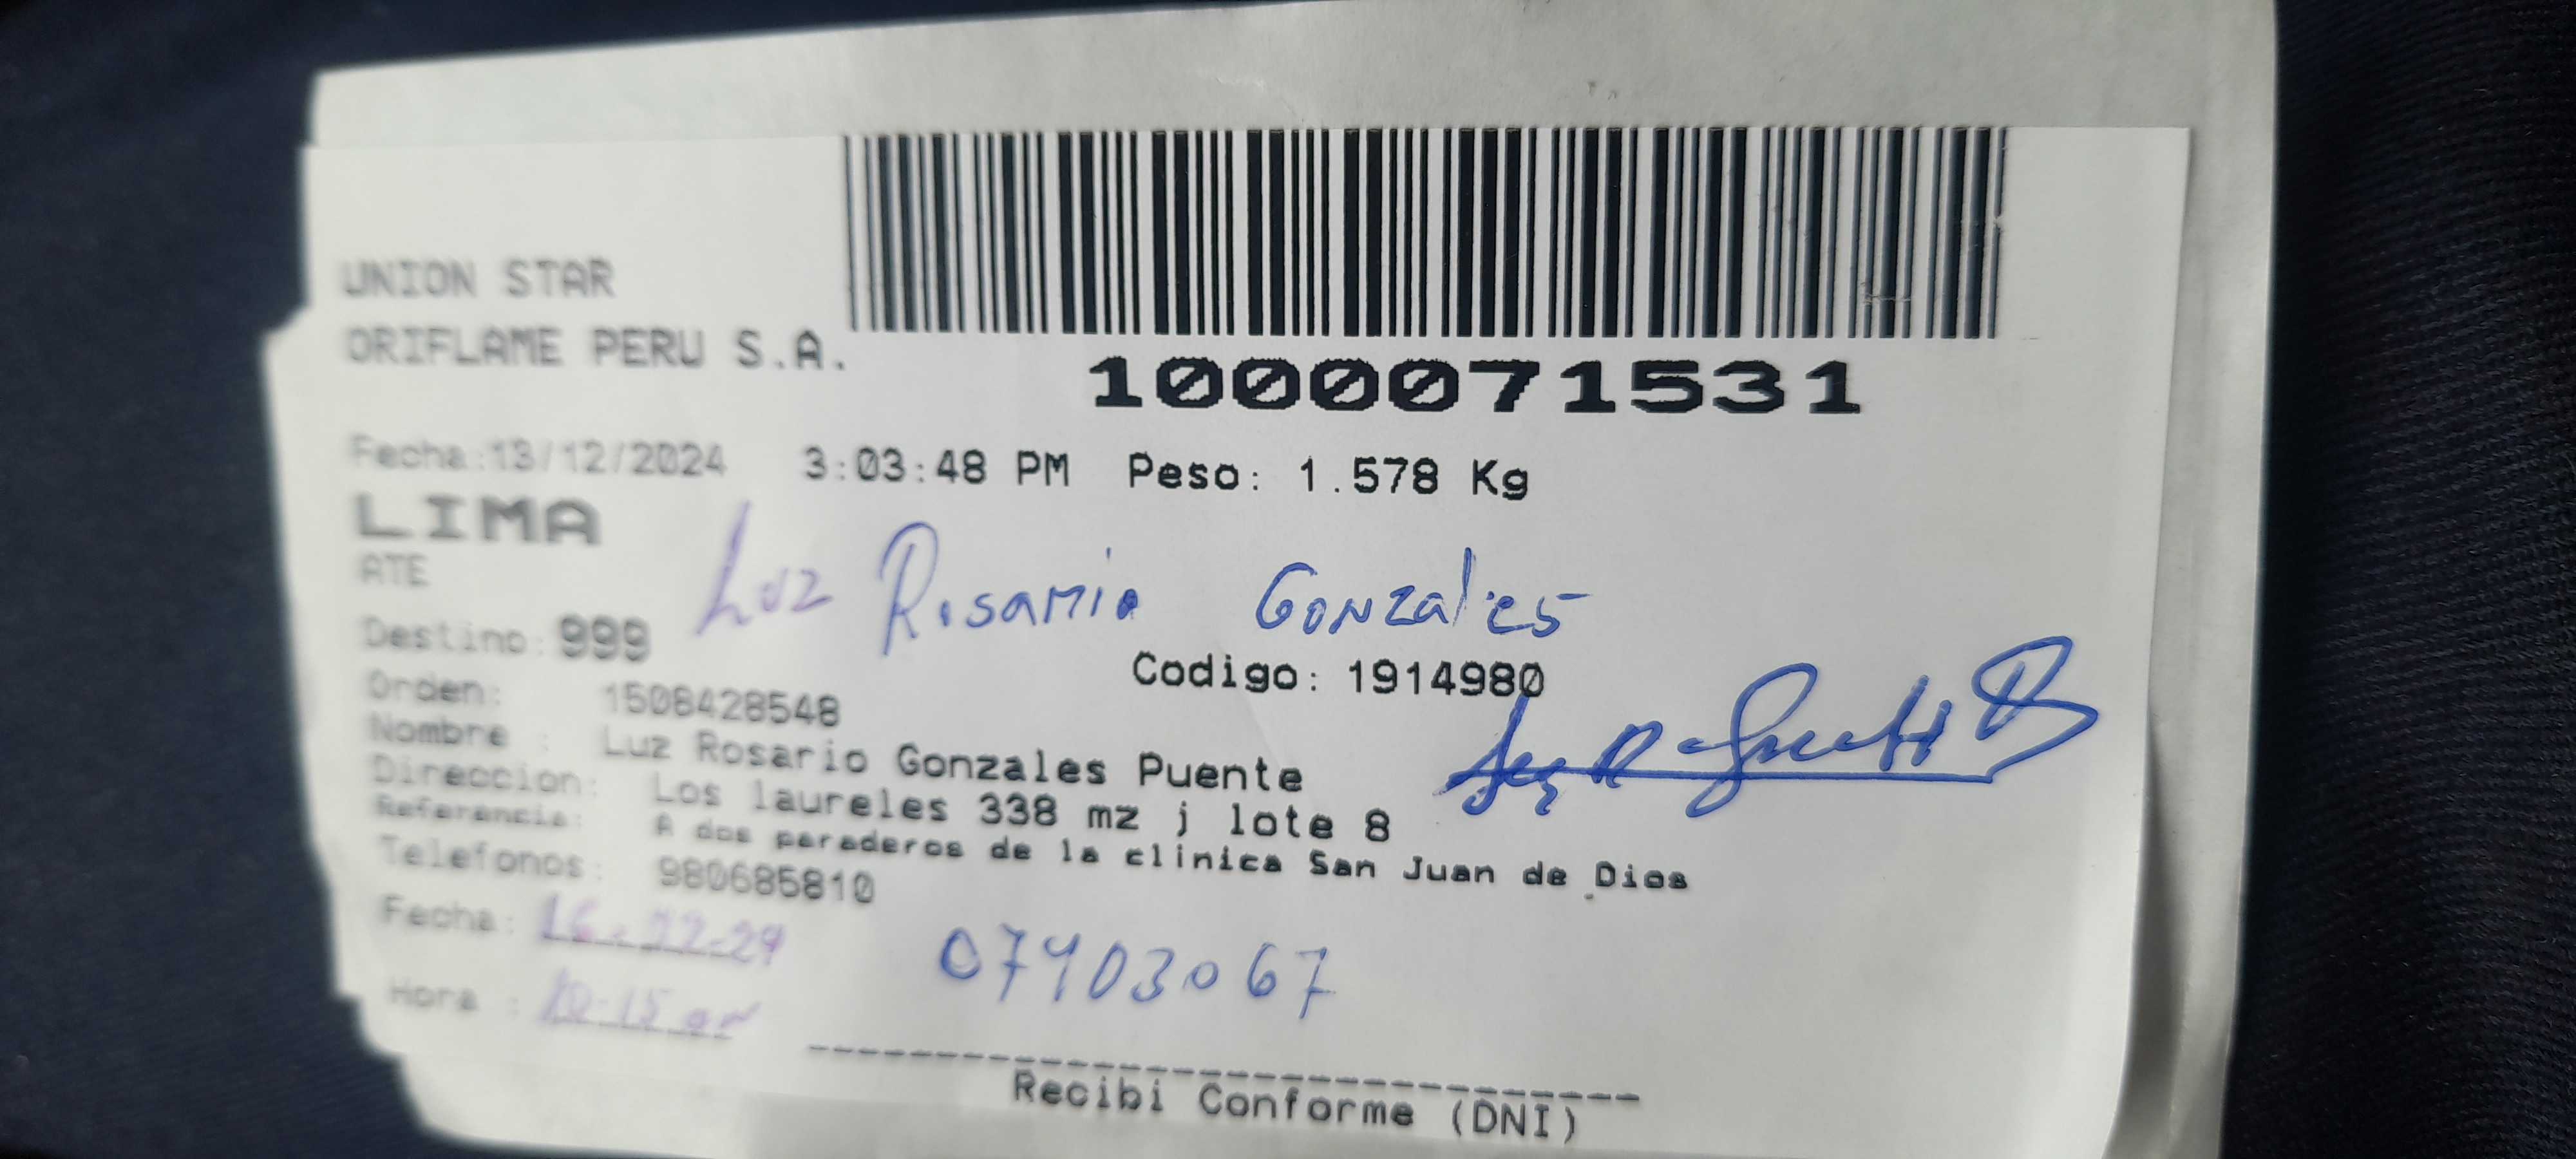 UNION STAR
ORIFLAME PERU S.A.
1000071531
Fecha:13/12/2024 3:03:48 PM Peso: 1.578 Kg
LIMA
ATE
Luz Rosario Gonzales
Destino: 999
Codigo: 1914980
Orden: 1508428548
Nombre : Luz Rosario Gonzales Puente
Direccion: Los laureles 338 mz j lote 8
Referencia: A dos paraderos de la clinica San Juan de Dios
Telefonos: 980685810
Fecha: 16-12-24
07403067
Hora : 10:15 am
Recibi Conforme (DNI)